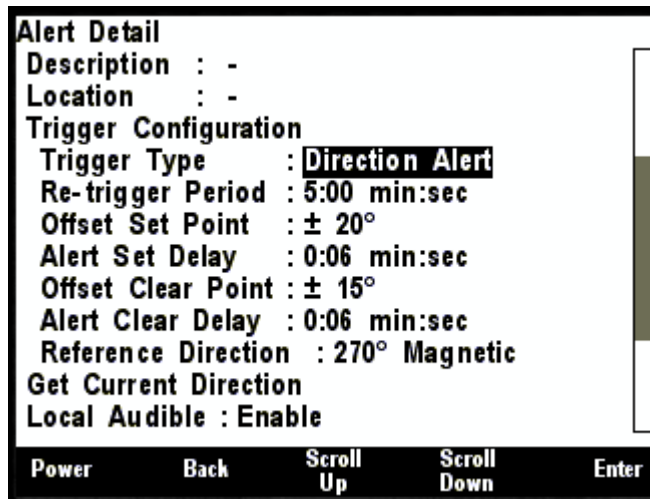 Alert Detail
Description : -
Location : -
Trigger Configuration
Trigger Type : Direction Alert
Re-trigger Period : 5:00 min:sec
Offset Set Point : ± 20°
Alert Set Delay : 0:06 min:sec
Offset Clear Point : ± 15°
Alert Clear Delay : 0:06 min:sec
Reference Direction : 270° Magnetic
Get Current Direction
Local Audible : Enable
Power Back Scroll Up Scroll Down Enter